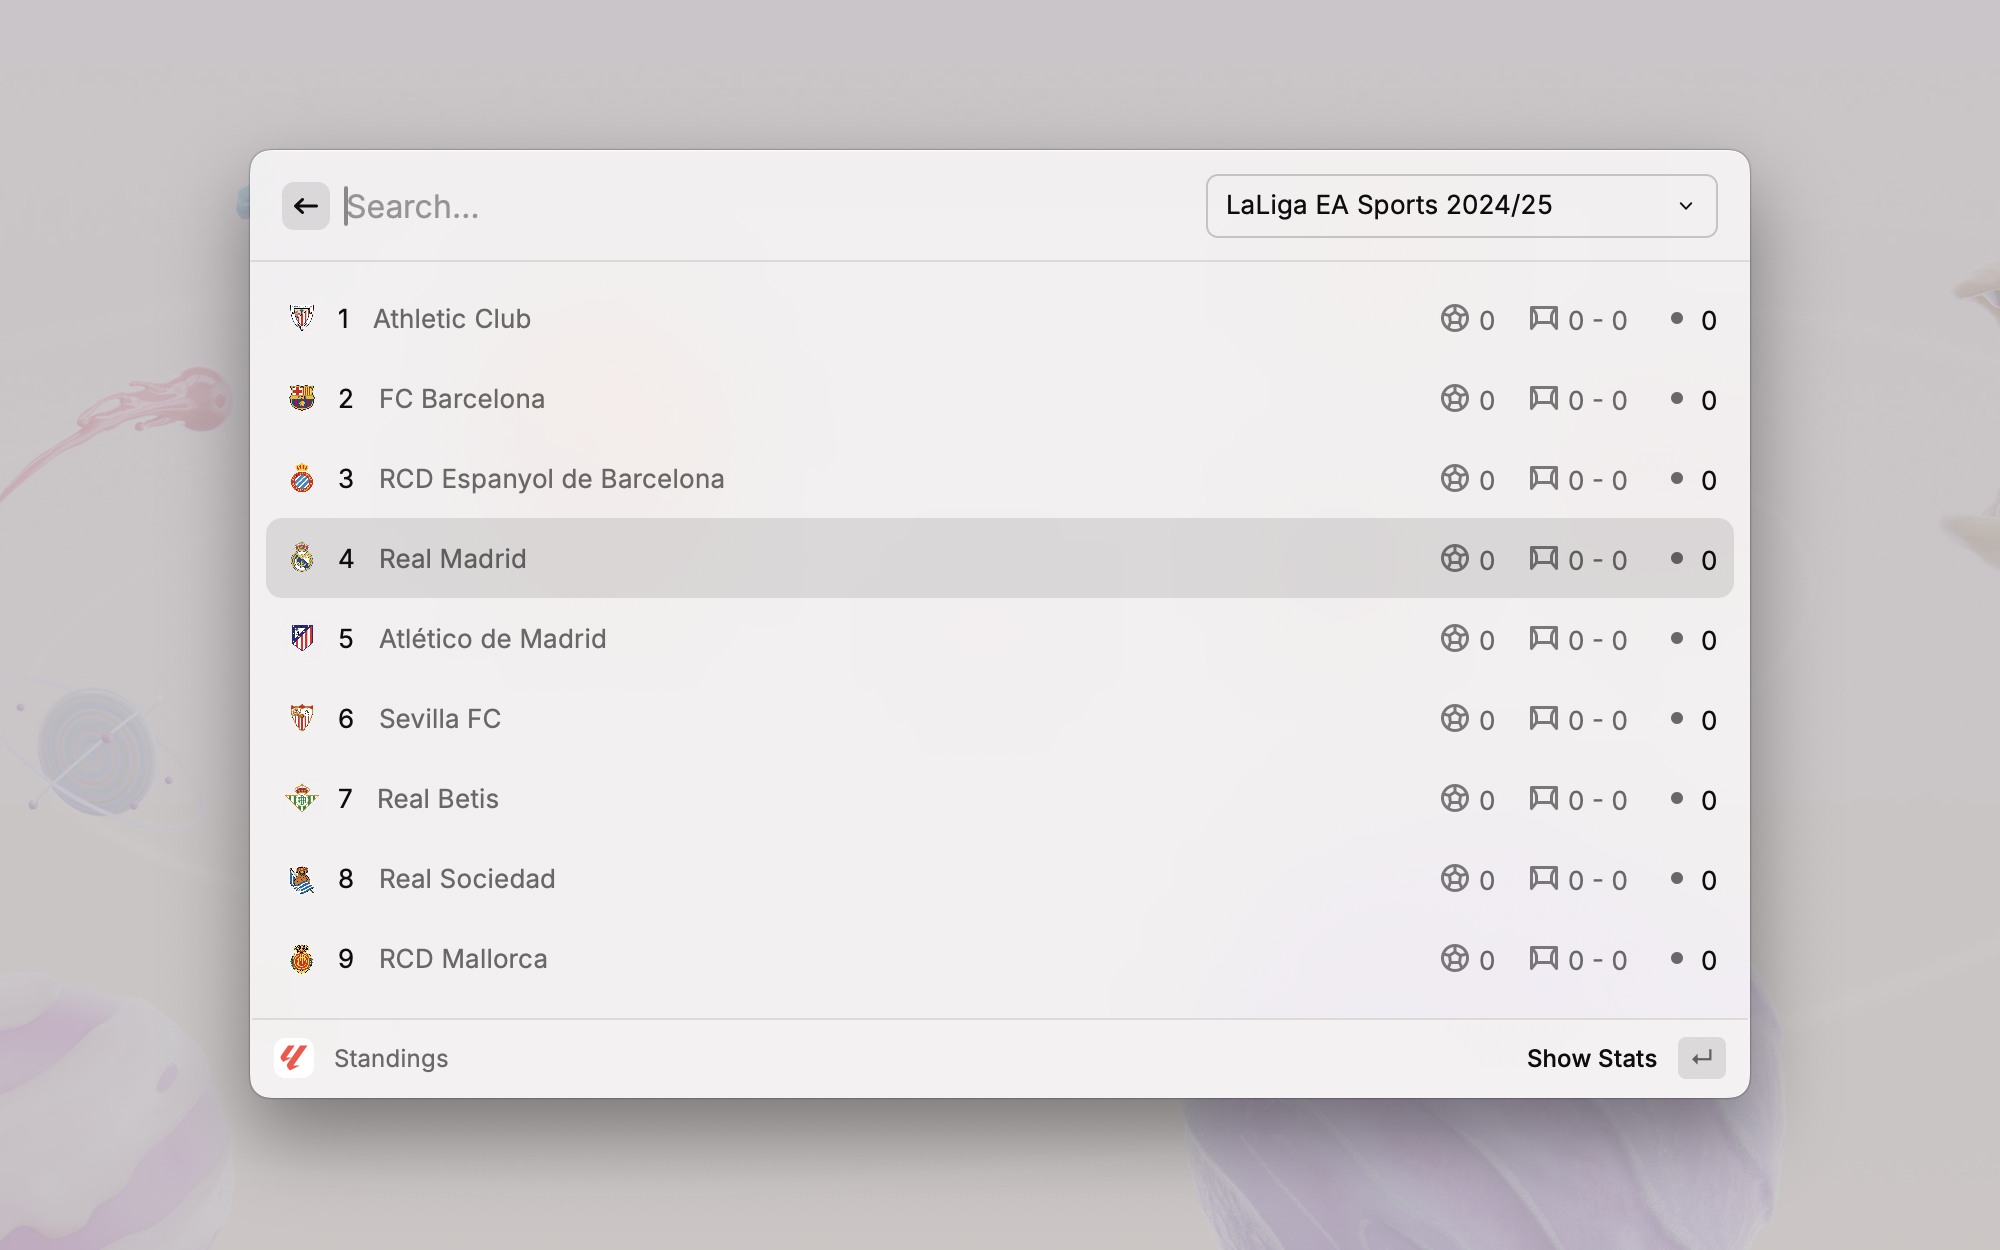 Search...
LaLiga EA Sports 2024/25
1 Athletic Club 0 0 - 0 • 0
2 FC Barcelona 0 0 - 0 • 0
3 RCD Espanyol de Barcelona 0 0 - 0 • 0
4 Real Madrid 0 0 - 0 • 0
5 Atlético de Madrid 0 0 - 0 • 0
6 Sevilla FC 0 0 - 0 • 0
7 Real Betis 0 0 - 0 • 0
8 Real Sociedad 0 0 - 0 • 0
9 RCD Mallorca 0 0 - 0 • 0
Standings
Show Stats